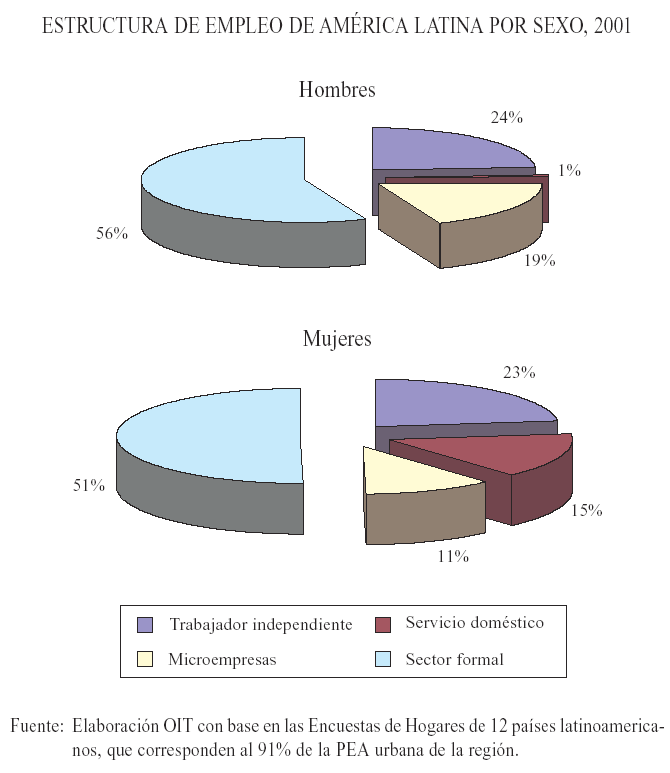 ESTRUCTURA DE EMPLEO DE AMÉRICA LATINA POR SEXO, 2001
Hombres
24%
1%
56%
19%
Mujeres
23%
51%
15%
11%
Trabajador independiente
Servicio doméstico
Microempresas
Sector formal
Fuente: Elaboración OIT con base en las Encuestas de Hogares de 12 países latinoamerica-
nos, que corresponden al 91% de la PEA urbana de la región.